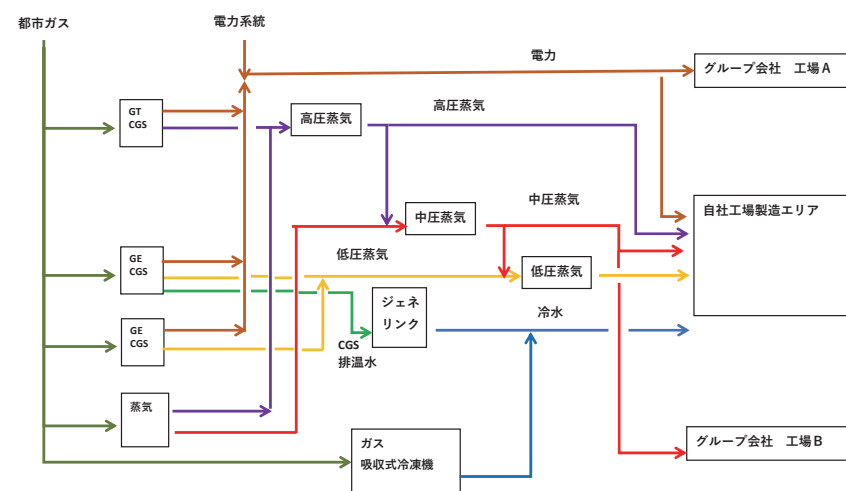 都市ガス
電力系統
電力
グループ会社　工場A
GT
CGS
高圧蒸気
高圧蒸気
自社工場製造エリア
中圧蒸気
中圧蒸気
GE
CGS
低圧蒸気
低圧蒸気
ジェネ
リンク
冷水
GE
CGS
CGS
排温水
蒸気
グループ会社　工場B
ガス
吸収式冷凍機